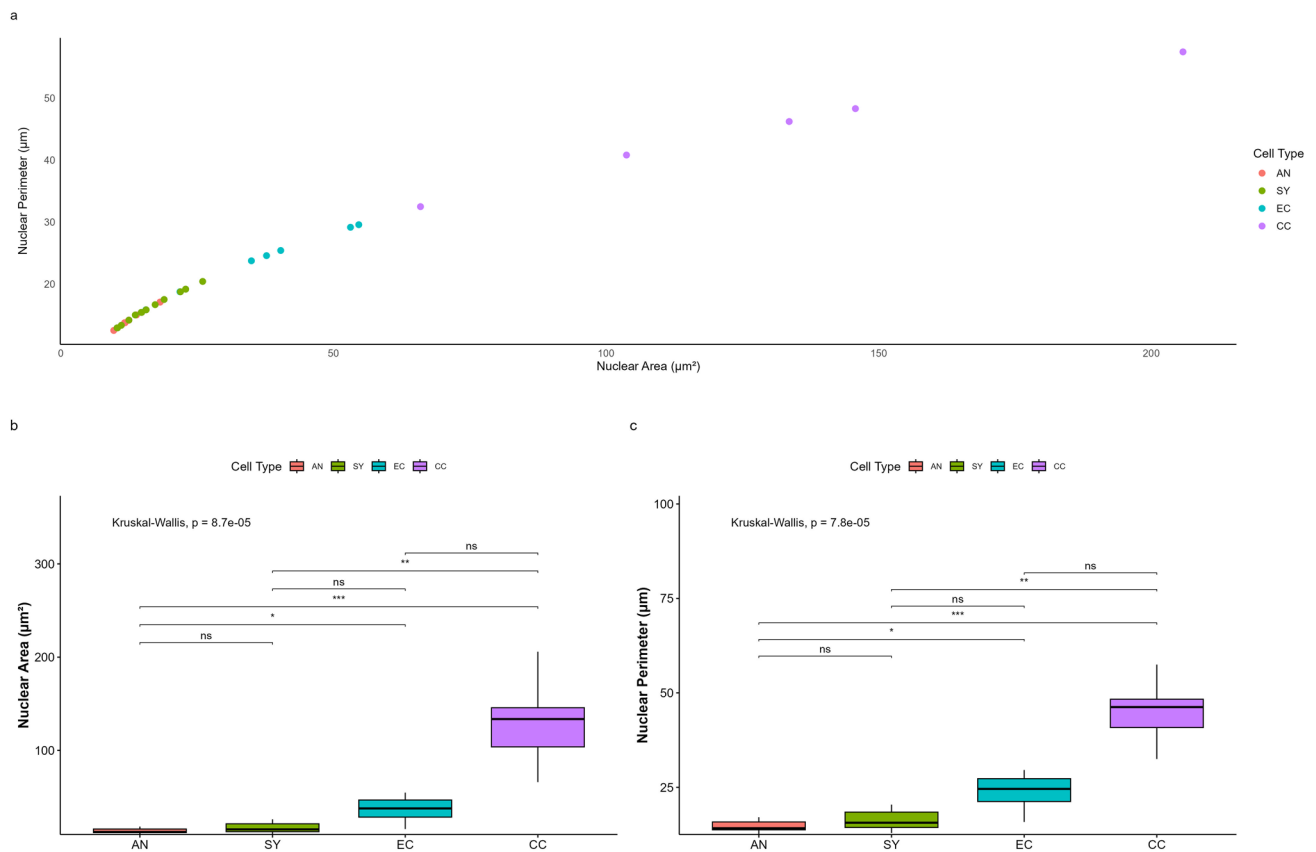 a
Nuclear Perimeter (µm)
50
40
30
20
0
50
100
150
200
Nuclear Area (µm²)
Cell Type
AN
SY
EC
CC
b
Cell Type AN SY EC CC
Kruskal-Wallis, p = 8.7e-05
Nuclear Area (µm²)
300
200
100
ns
**
ns
***
*
ns
AN SY EC CC
c
Cell Type AN SY EC CC
Kruskal-Wallis, p = 7.8e-05
Nuclear Perimeter (µm)
100
75
50
25
ns
**
ns
***
*
ns
AN SY EC CC